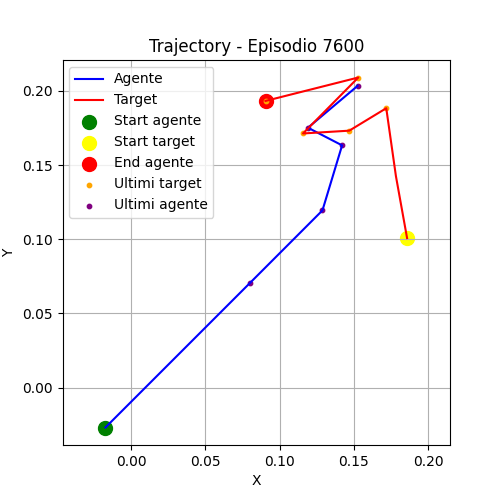 Trajectory - Episodio 7600
Agente
Target
Start agente
Start target
End agente
Ultimi target
Ultimi agente
0.20
0.15
0.10
0.05
0.00
Y
0.00 0.05 0.10 0.15 0.20
X